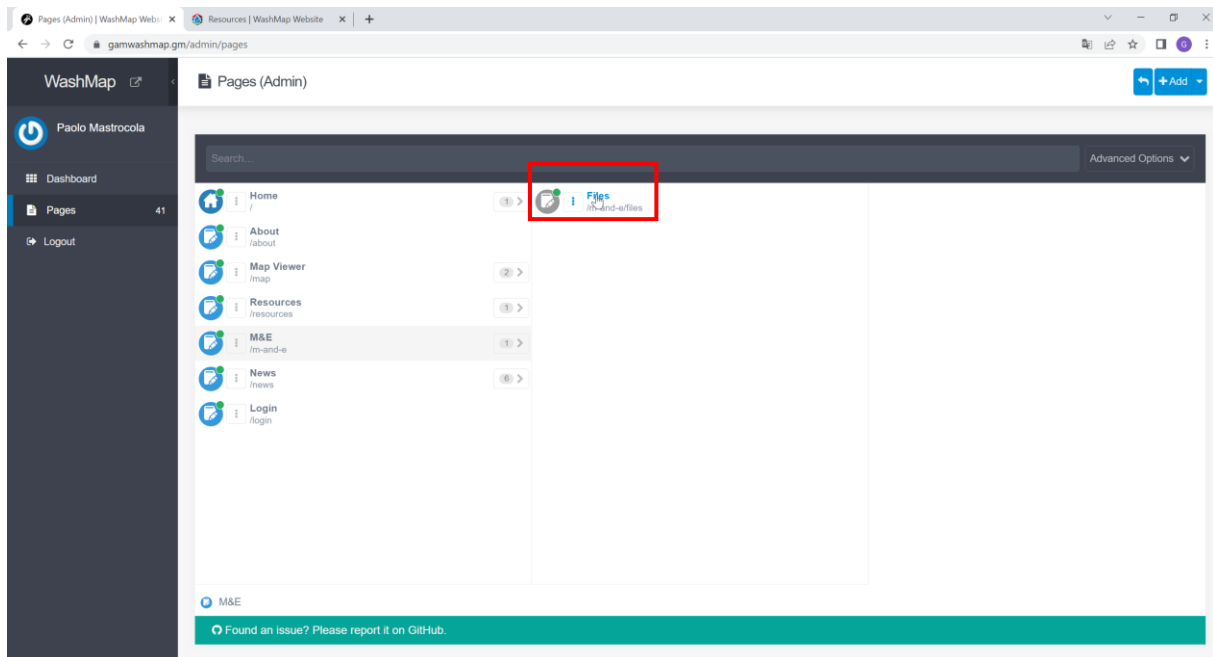 Pages (Admin) | WashMap Websi
Resources | WashMap Website
gamwashmap.gm/admin/pages
G
WashMap
Pages (Admin)
+ Add
Paolo Mastrocola
Search...
Advanced Options
Dashboard
Pages 41
Logout
Home
/
1
Files
/m-and-e/files
About
/about
Map Viewer
/map
2
Resources
/resources
1
M&E
/m-and-e
1
News
/news
6
Login
/login
M&E
Found an issue? Please report it on GitHub.